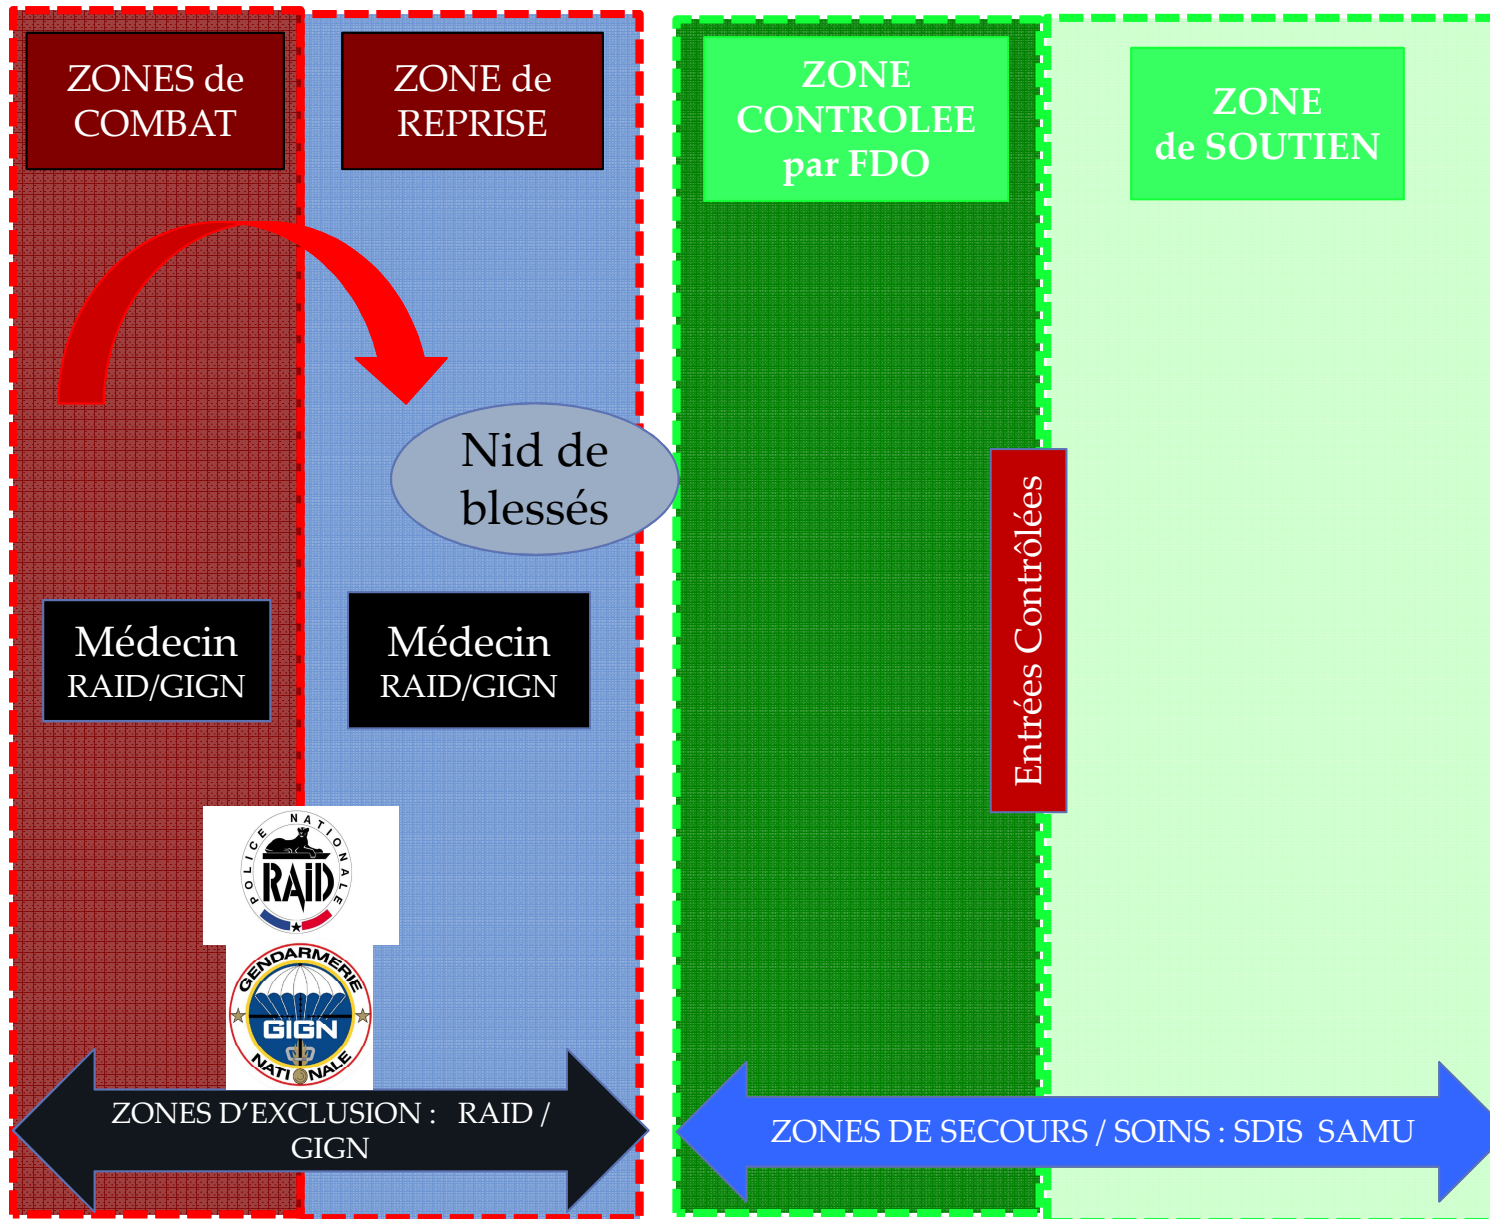 ZONES de
COMBAT
ZONE de
REPRISE
ZONE
CONTROLEE
par FDO
ZONE
de SOUTIEN
Nid de
blessés
Entrées Contrôlées
Médecin
RAID/GIGN
Médecin
RAID/GIGN
POLICE NATIONALE
RAID
GENDARMERIE
GIGN
NATIONALE
ZONES D’EXCLUSION : RAID /
GIGN
ZONES DE SECOURS / SOINS : SDIS SAMU